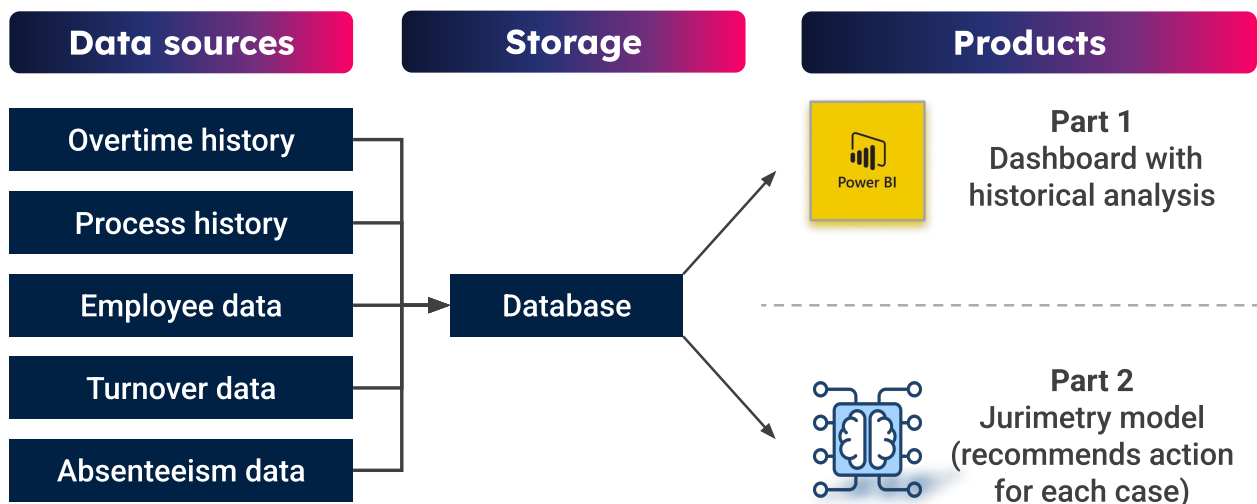 Data sources
Storage
Products
Overtime history
Process history
Employee data
Turnover data
Absenteeism data
Database
Power BI
Part 1
Dashboard with
historical analysis
Part 2
Jurimetry model
(recommends action
for each case)